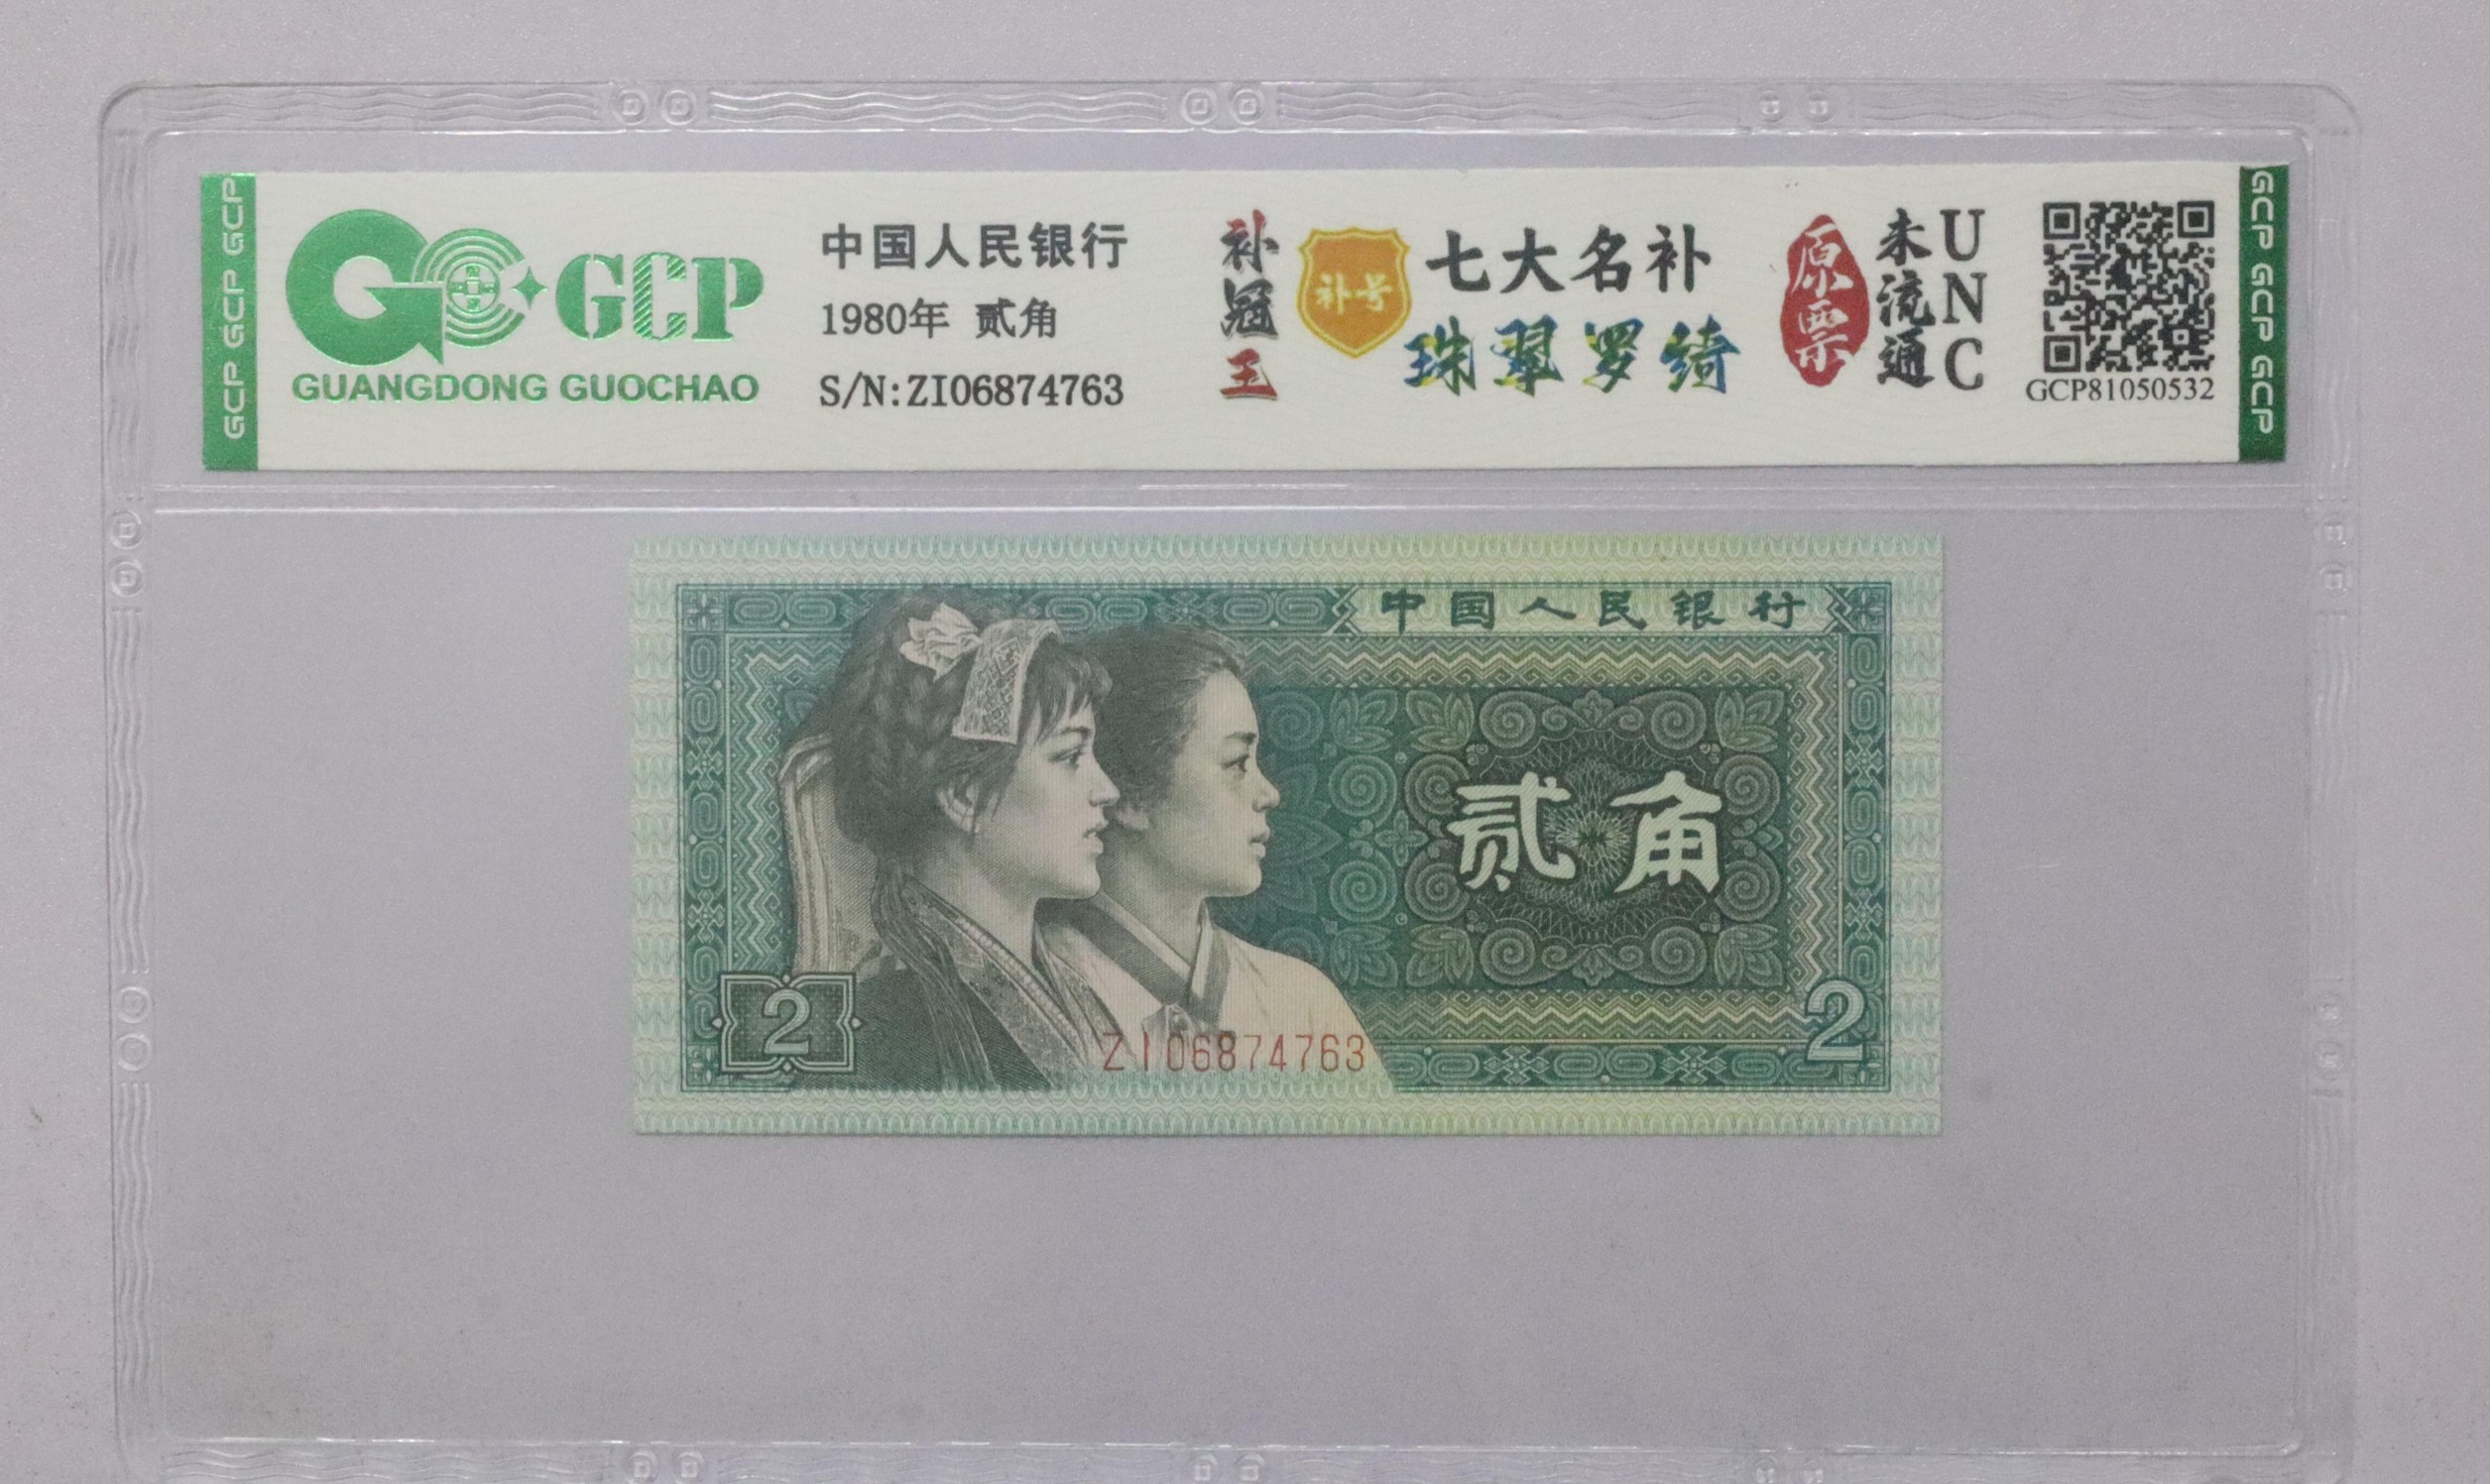 GCP GCP GCP
GCP
GUANGDONG GUOCHAO
中国人民银行
1980年 贰角
S/N:ZI06874763
补冠王
补号
七大名补
珠翠罗绮
原票
未流通
UNC
GCP81050532
GCP GCP GCP
中国人民银行
贰角
2
ZI06874763
2